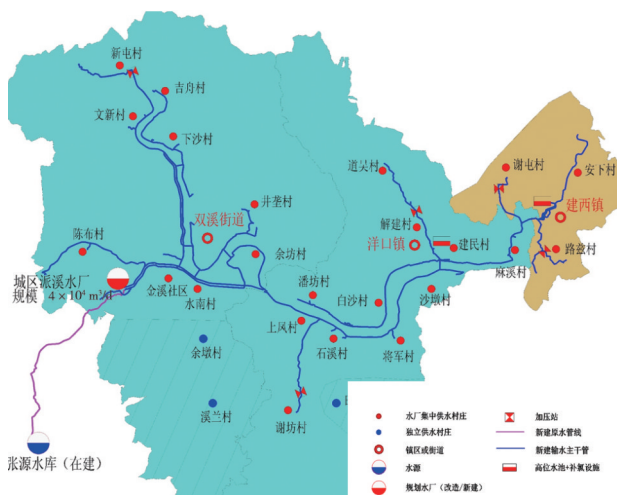 新屯村
吉舟村
文新村
下沙村
道吴村
谢屯村
安下村
井垄村
双溪街道
解建村
建西镇
陈布村
余坊村
洋口镇
建民村
路兹村
麻溪村
城区派溪水厂
规模 4×10⁴ m³/d
金溪社区
水南村
潘坊村
白沙村
沙墩村
上凤村
余墩村
石溪村
将军村
溪兰村
谢坊村
张源水库（在建）
水厂集中供水村庄
加压站
独立供水村庄
新建原水管线
镇区或街道
新建输水主干管
水源
高位水池+补氯设施
规划水厂（改造/新建）